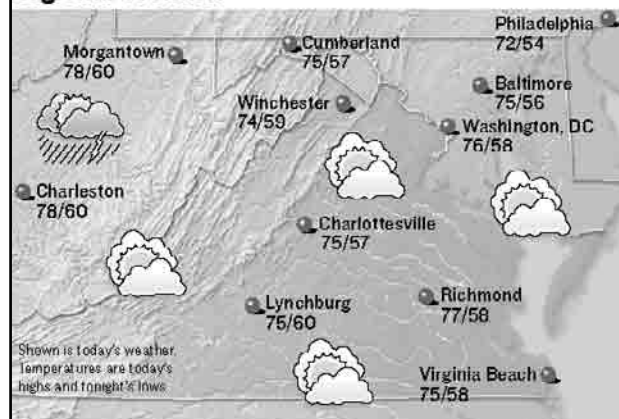 Philadelphia
72/54
Morgantown
78/60
Cumberland
75/57
Baltimore
75/56
Winchester
74/59
Washington, DC
76/58
Charleston
78/60
Charlottesville
75/57
Lynchburg
75/60
Richmond
77/58
Shown is today's weather.
Temperatures are today's
highs and tonight's lows
Virginia Beach
75/58